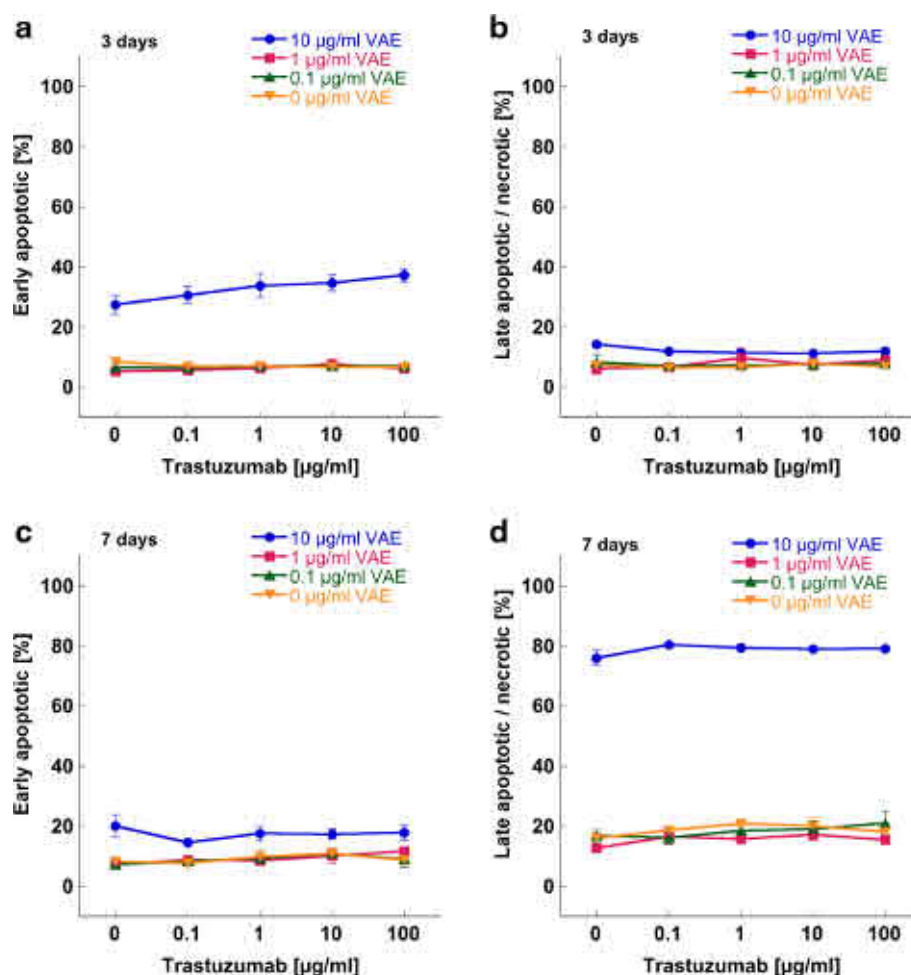 a
3 days
10 µg/ml VAE
1 µg/ml VAE
0.1 µg/ml VAE
0 µg/ml VAE
Early apoptotic [%]
100
80
60
40
20
0
0 0.1 1 10 100
Trastuzumab [µg/ml]
b
3 days
10 µg/ml VAE
1 µg/ml VAE
0.1 µg/ml VAE
0 µg/ml VAE
Late apoptotic / necrotic [%]
100
80
60
40
20
0
0 0.1 1 10 100
Trastuzumab [µg/ml]
c
7 days
10 µg/ml VAE
1 µg/ml VAE
0.1 µg/ml VAE
0 µg/ml VAE
Early apoptotic [%]
100
80
60
40
20
0
0 0.1 1 10 100
Trastuzumab [µg/ml]
d
7 days
10 µg/ml VAE
1 µg/ml VAE
0.1 µg/ml VAE
0 µg/ml VAE
Late apoptotic / necrotic [%]
100
80
60
40
20
0
0 0.1 1 10 100
Trastuzumab [µg/ml]